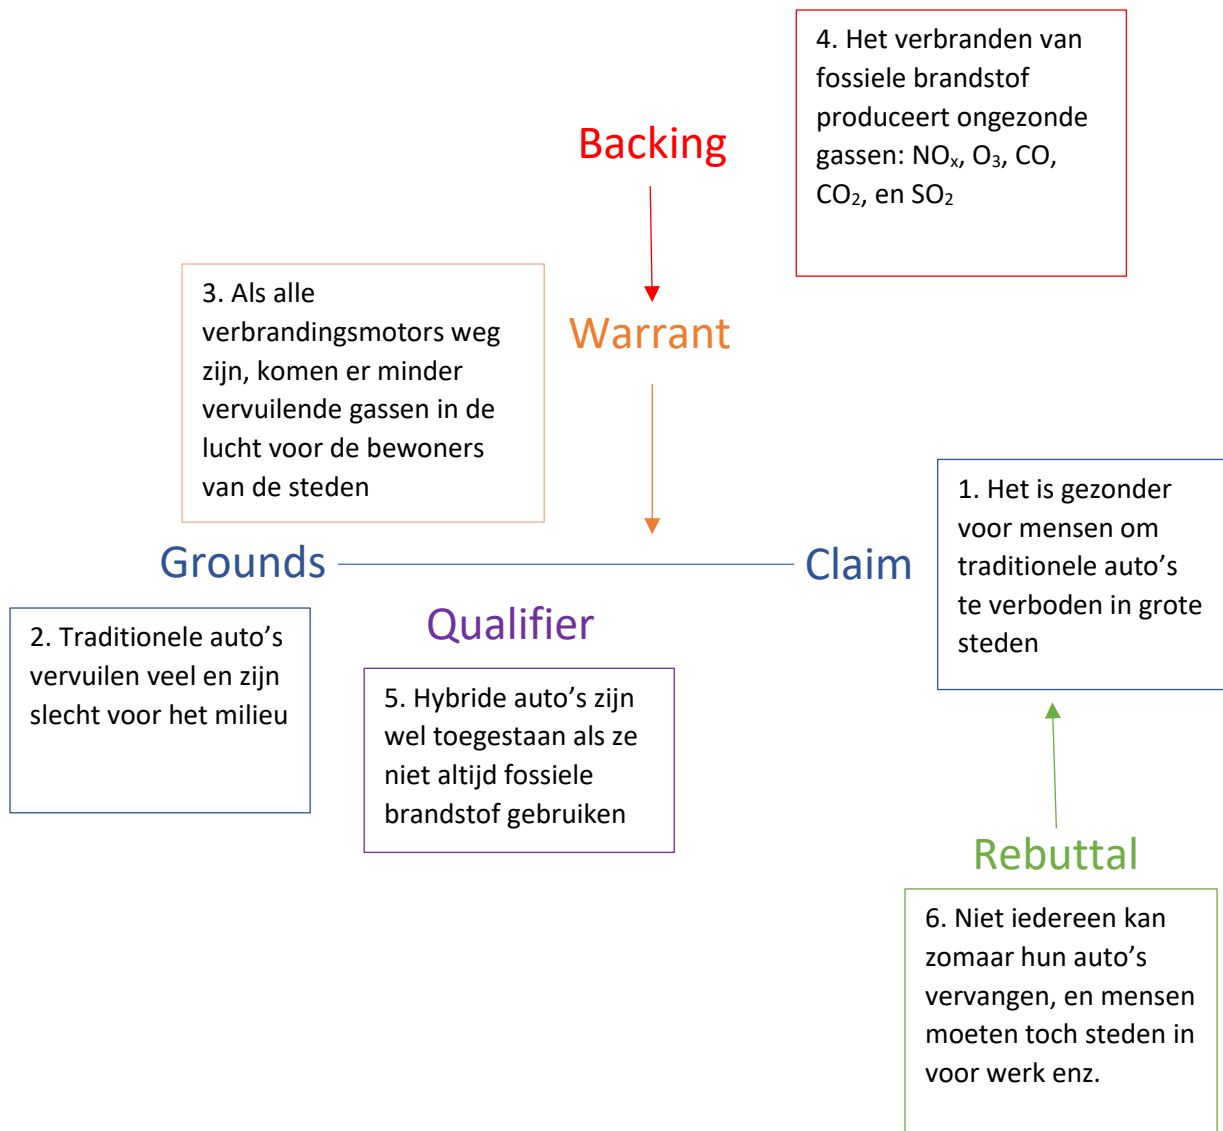 4. Het verbranden van
fossiele brandstof
produceert ongezonde
gassen: NOₓ, O₃, CO,
CO₂, en SO₂
Backing
3. Als alle
verbrandingsmotors weg
zijn, komen er minder
vervuilende gassen in de
lucht voor de bewoners
van de steden
Warrant
1. Het is gezonder
voor mensen om
traditionele auto’s
te verboden in grote
steden
Grounds
Claim
2. Traditionele auto’s
vervuilen veel en zijn
slecht voor het milieu
Qualifier
5. Hybride auto’s zijn
wel toegestaan als ze
niet altijd fossiele
brandstof gebruiken
Rebuttal
6. Niet iedereen kan
zomaar hun auto’s
vervangen, en mensen
moeten toch steden in
voor werk enz.